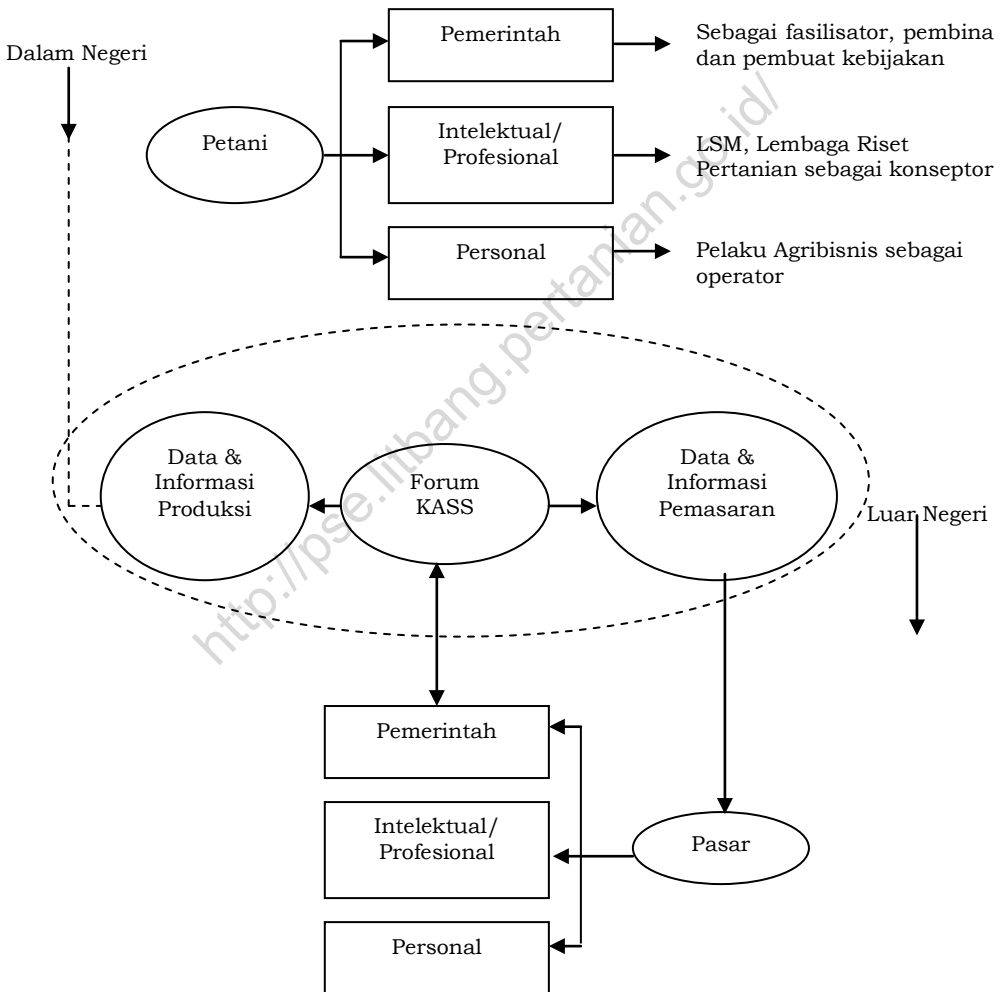 Dalam Negeri
Pemerintah
Sebagai fasilisator, pembina
dan pembuat kebijakan
Petani
Intelektual/
Profesional
LSM, Lembaga Riset
Pertanian sebagai konseptor
Personal
Pelaku Agribisnis sebagai
operator
Data &
Informasi
Produksi
Forum
KASS
Data &
Informasi
Pemasaran
Luar Negeri
Pemerintah
Intelektual/
Profesional
Pasar
Personal
http://pse.litbang.pertanian.go.id/